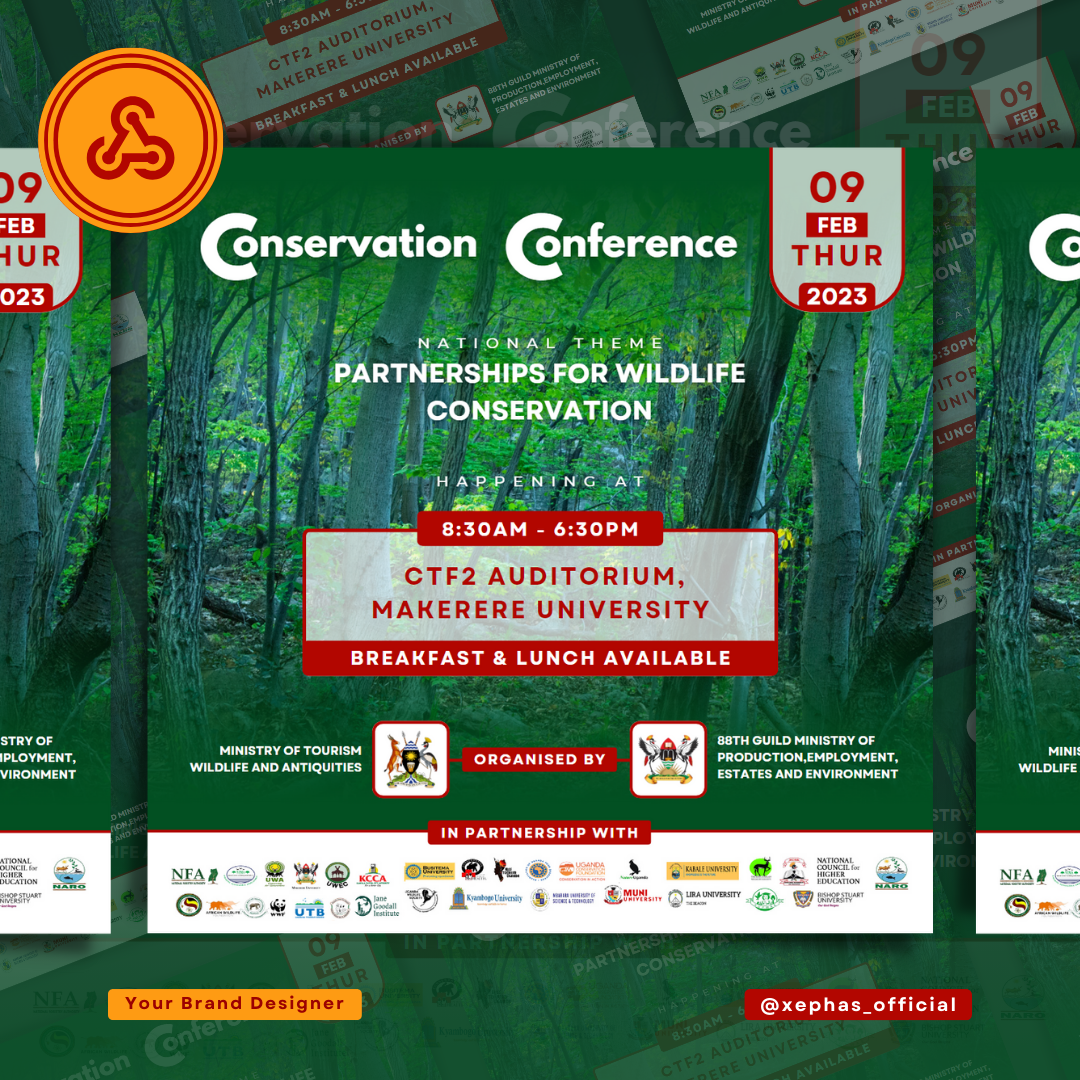 Conservation Conference
09
FEB
THUR
2023
NATIONAL THEME
PARTNERSHIPS FOR WILDLIFE
CONSERVATION
HAPPENING AT
8:30AM - 6:30PM
CTF2 AUDITORIUM,
MAKERERE UNIVERSITY
BREAKFAST & LUNCH AVAILABLE
MINISTRY OF TOURISM
WILDLIFE AND ANTIQUITIES
ORGANISED BY
88TH GUILD MINISTRY OF
PRODUCTION,EMPLOYMENT,
ESTATES AND ENVIRONMENT
IN PARTNERSHIP WITH
NFA
UWA
UWEC
KCCA
BUSITEMA
UNIVERSITY
UGANDA
CONSERVATION
FOUNDATION
KABALE UNIVERSITY
NATIONAL
COUNCIL for
HIGHER
EDUCATION
NARO
AFRICAN WILDLIFE
WWF
UTB
Jane
Goodall
Institute
Kyambogo University
MBARARA UNIVERSITY OF
SCIENCE & TECHNOLOGY
MUNI
UNIVERSITY
LIRA UNIVERSITY
BISHOP STUART
UNIVERSITY
Your Brand Designer
@xephas_official